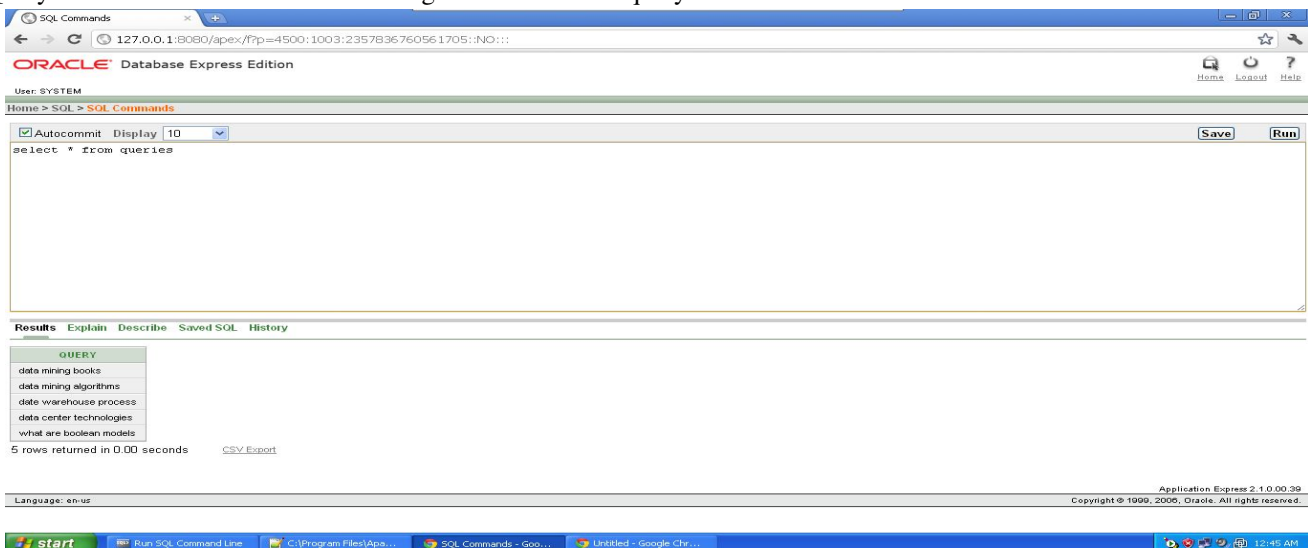 SQL Commands
127.0.0.1:8080/apex/f?p=4500:1003:2357836760561705::NO:::
ORACLE Database Express Edition
Home Logout Help
User: SYSTEM
Home > SQL > SQL Commands
Autocommit Display 10 Save Run
select * from queries
Results Explain Describe Saved SQL History
QUERY
data mining books
data mining algorithms
date warehouse process
data center technologies
what are boolean models
5 rows returned in 0.00 seconds CSV Export
Application Express 2.1.0.00.39
Language: en-us Copyright © 1999, 2006, Oracle. All rights reserved.
start Run SQL Command Line C:\Program Files\Apa... SQL Commands - Goo... Untitled - Google Chr... 12:45 AM